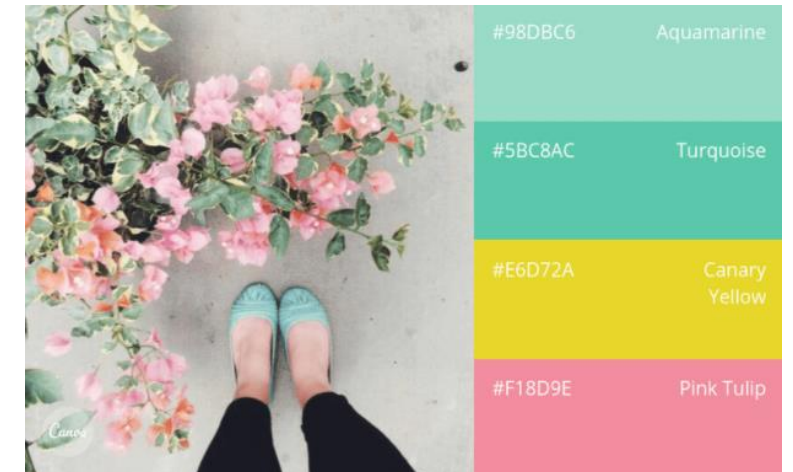 #98DBC6 Aquamarine
#5BC8AC Turquoise
#E6D72A Canary
Yellow
#F18D9E Pink Tulip
Canva